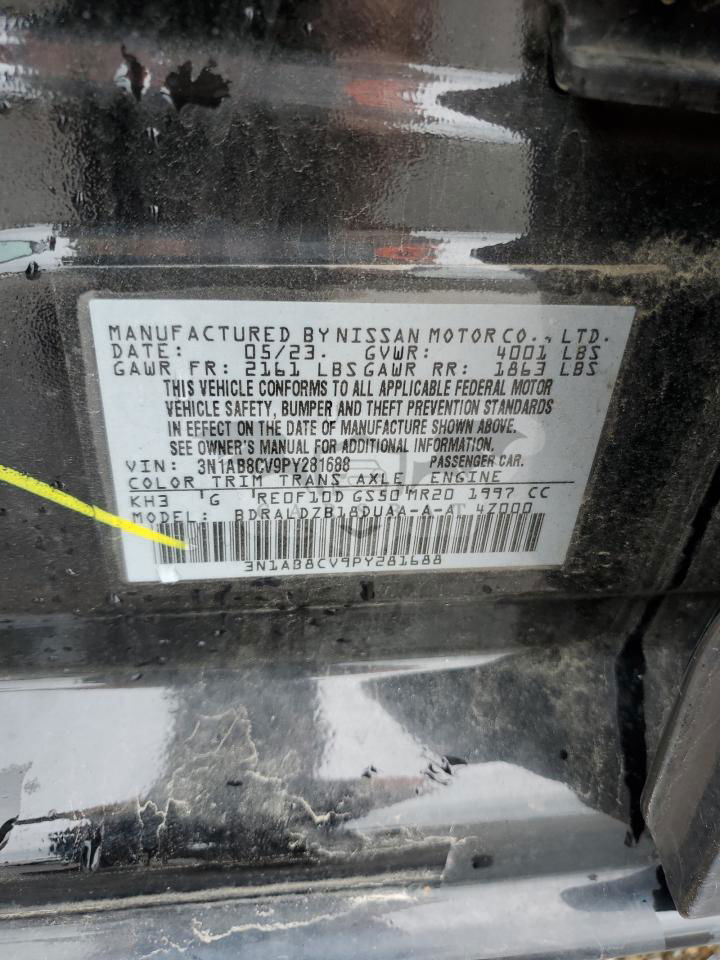 MANUFACTURED BY NISSAN MOTOR CO., LTD.
DATE: 05/23. GVWR: 4001 LBS
GAWR FR: 2161 LBS GAWR RR: 1863 LBS
THIS VEHICLE CONFORMS TO ALL APPLICABLE FEDERAL MOTOR
VEHICLE SAFETY, BUMPER AND THEFT PREVENTION STANDARDS
IN EFFECT ON THE DATE OF MANUFACTURE SHOWN ABOVE.
SEE OWNER'S MANUAL FOR ADDITIONAL INFORMATION.
VIN: 3N1AB8CV9PY281688 PASSENGER CAR.
COLOR TRIM TRANS AXLE ENGINE
KH3 G RE0F10D GS50 MR20 1997 CC
MODEL: BDRALDZB18DUAA-A-A 4Z000
3N1AB8CV9PY281688